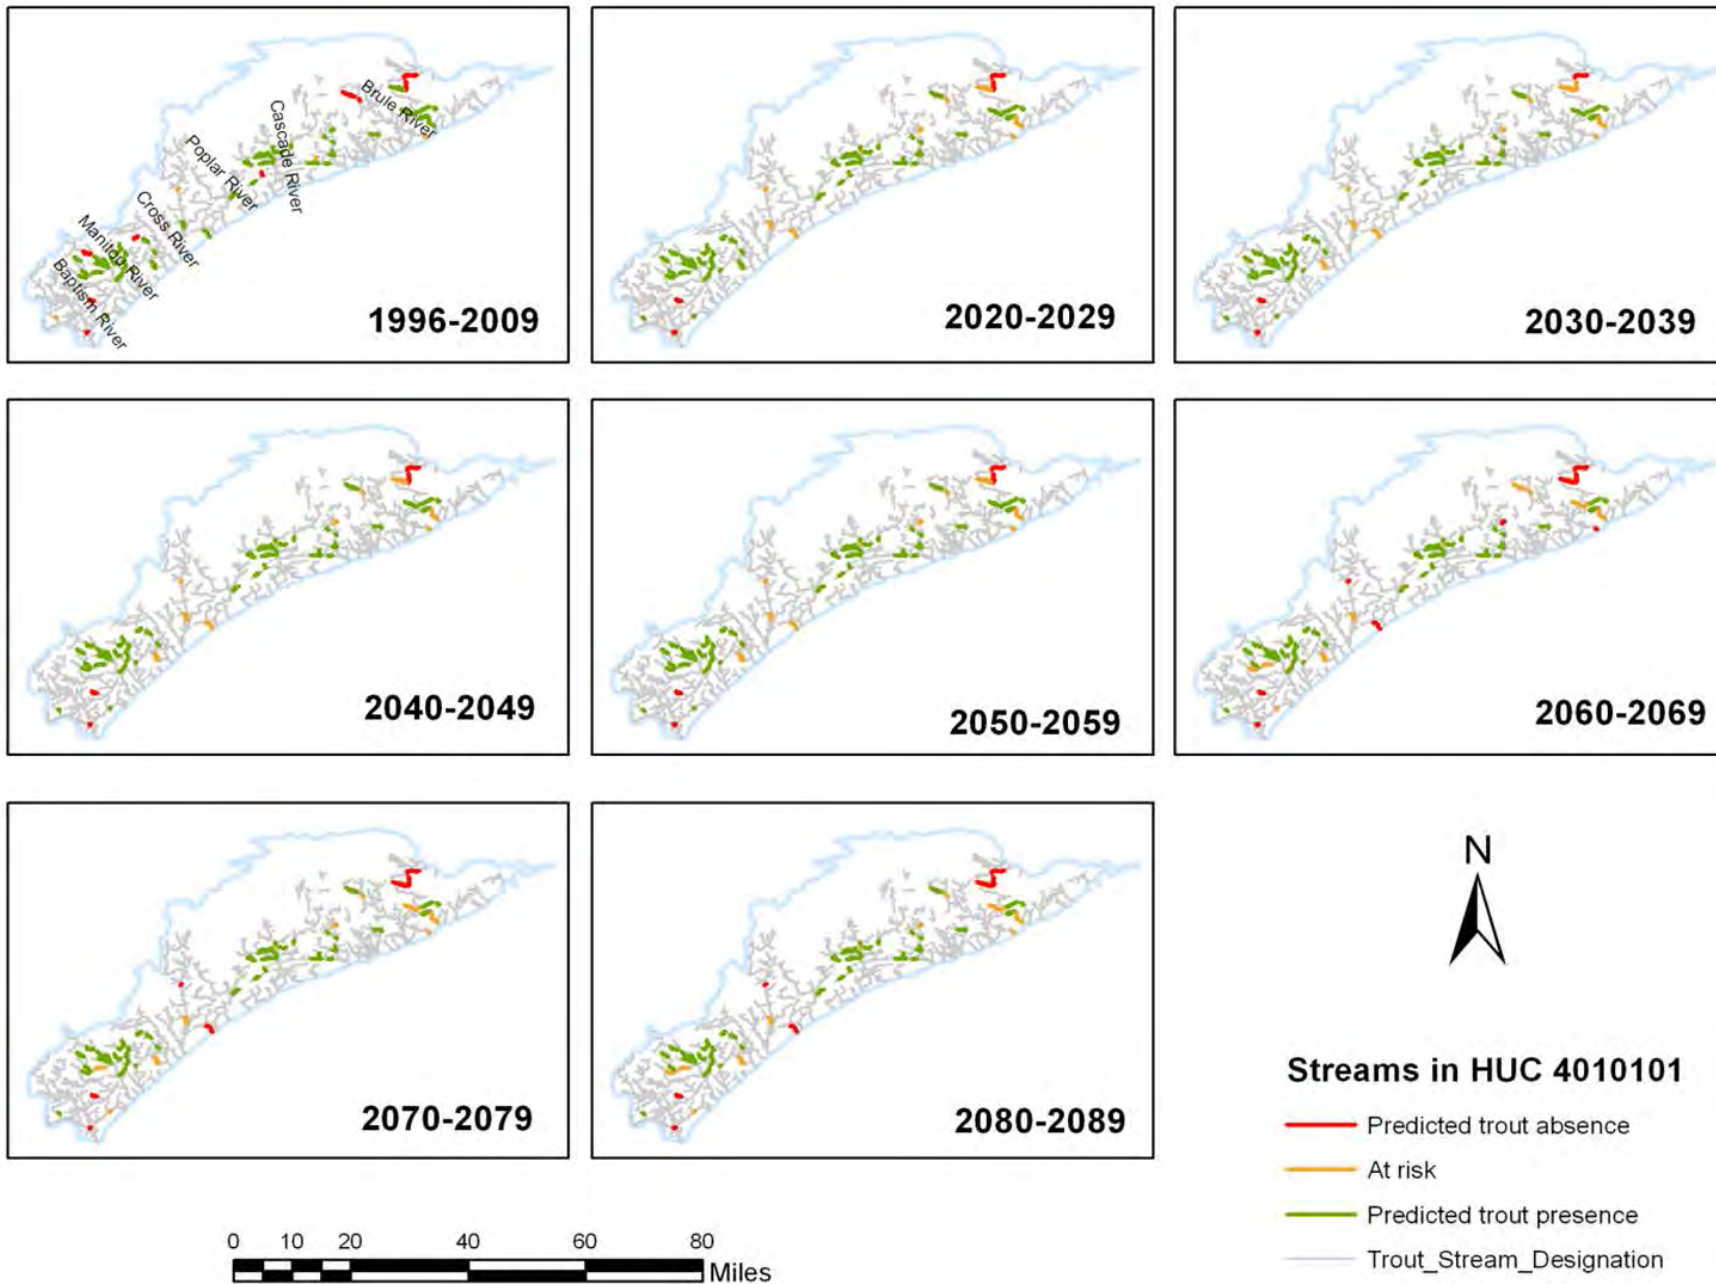 Brule River
Cascade River
Poplar River
Cross River
Manitou River
Baptism River
1996-2009
2020-2029
2030-2039
2040-2049
2050-2059
2060-2069
2070-2079
2080-2089
N
Streams in HUC 4010101
Predicted trout absence
At risk
Predicted trout presence
Trout_Stream_Designation
0 10 20 40 60 80
Miles